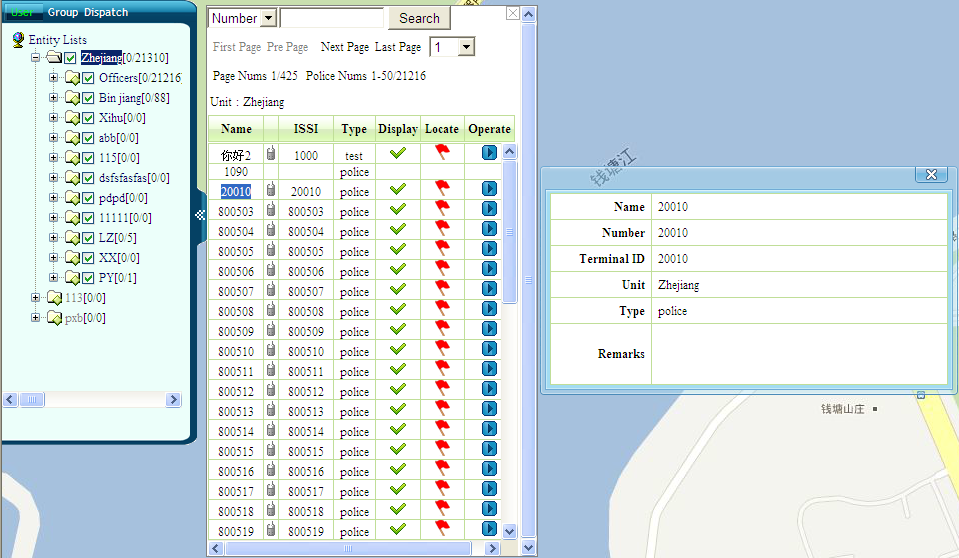 User Group Dispatch
Entity Lists
Zhejiang[0/21310]
Officers[0/21216
Bin jiang[0/88]
Xihu[0/0]
abb[0/0]
115[0/0]
dsfsfasfas[0/0]
pdpd[0/0]
11111[0/0]
LZ[0/5]
XX[0/0]
PY[0/1]
113[0/0]
pxb[0/0]
Number Search
First Page Pre Page Next Page Last Page 1
Page Nums 1/425 Police Nums 1-50/21216
Unit : Zhejiang
Name ISSI Type Display Locate Operate
你好2 1000 test
1090 police
20010 20010 police
800503 800503 police
800504 800504 police
800505 800505 police
800506 800506 police
800507 800507 police
800508 800508 police
800509 800509 police
800510 800510 police
800511 800511 police
800512 800512 police
800513 800513 police
800514 800514 police
800515 800515 police
800516 800516 police
800517 800517 police
800518 800518 police
800519 800519 police
钱塘江
Name 20010
Number 20010
Terminal ID 20010
Unit Zhejiang
Type police
Remarks
钱塘山庄